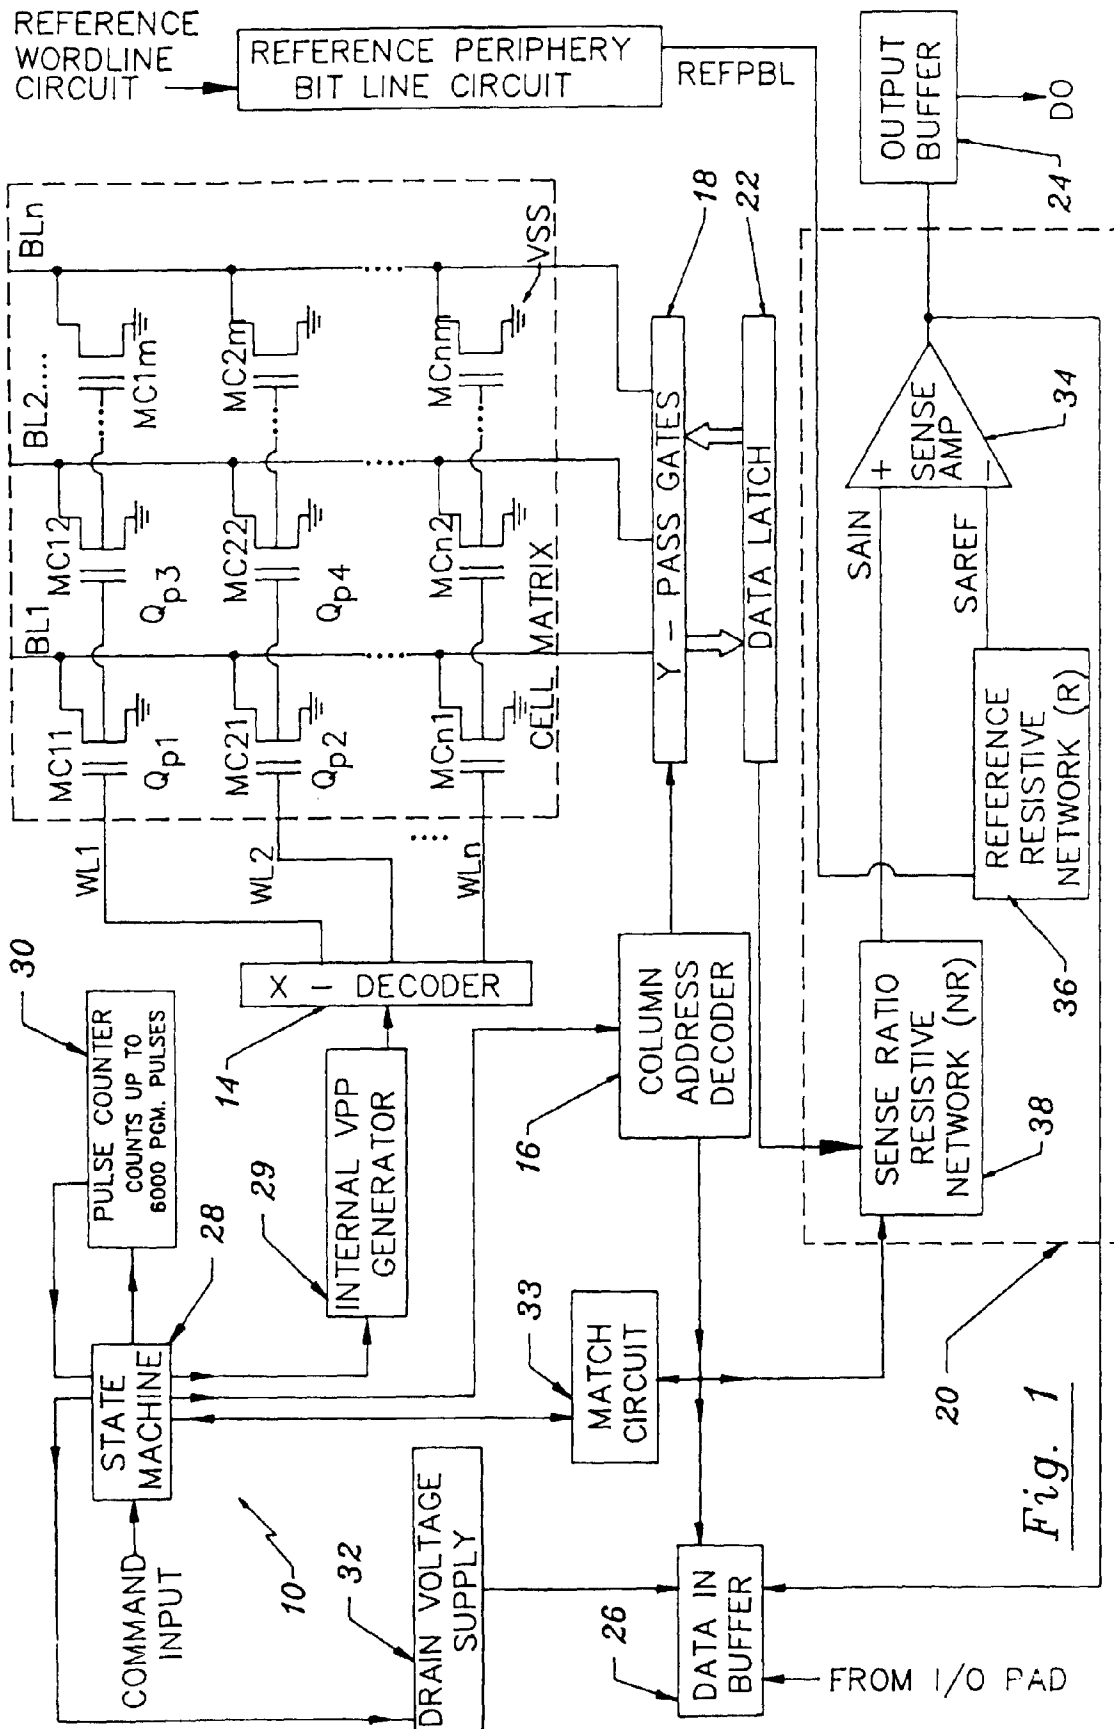 REFERENCE
WORDLINE
CIRCUIT
REFERENCE PERIPHERY
BIT LINE CIRCUIT
REFPBL
OUTPUT
BUFFER
24
DO
BL1
BL2....
BLn
MC11
MC12
MC1m
Qp1
Qp3
MC21
MC22
MC2m
Qp2
Qp4
MCn1
MCn2
MCnm
VSS
CELL MATRIX
WL1
WL2
....
WLn
30
PULSE COUNTER
COUNTS UP TO
6000 PGM. PULSES
X - DECODER
14
Y - PASS GATES
18
DATA LATCH
22
STATE
MACHINE
28
COMMAND
INPUT
INTERNAL VPP
GENERATOR
29
COLUMN
ADDRESS
DECODER
16
10
32
DRAIN VOLTAGE
SUPPLY
33
MATCH
CIRCUIT
DATA IN
BUFFER
26
FROM I/O PAD
SENSE RATIO
RESISTIVE
NETWORK (NR)
38
REFERENCE
RESISTIVE
NETWORK (R)
36
SAIN
SAREF
+
SENSE
AMP
-
34
20
Fig. 1